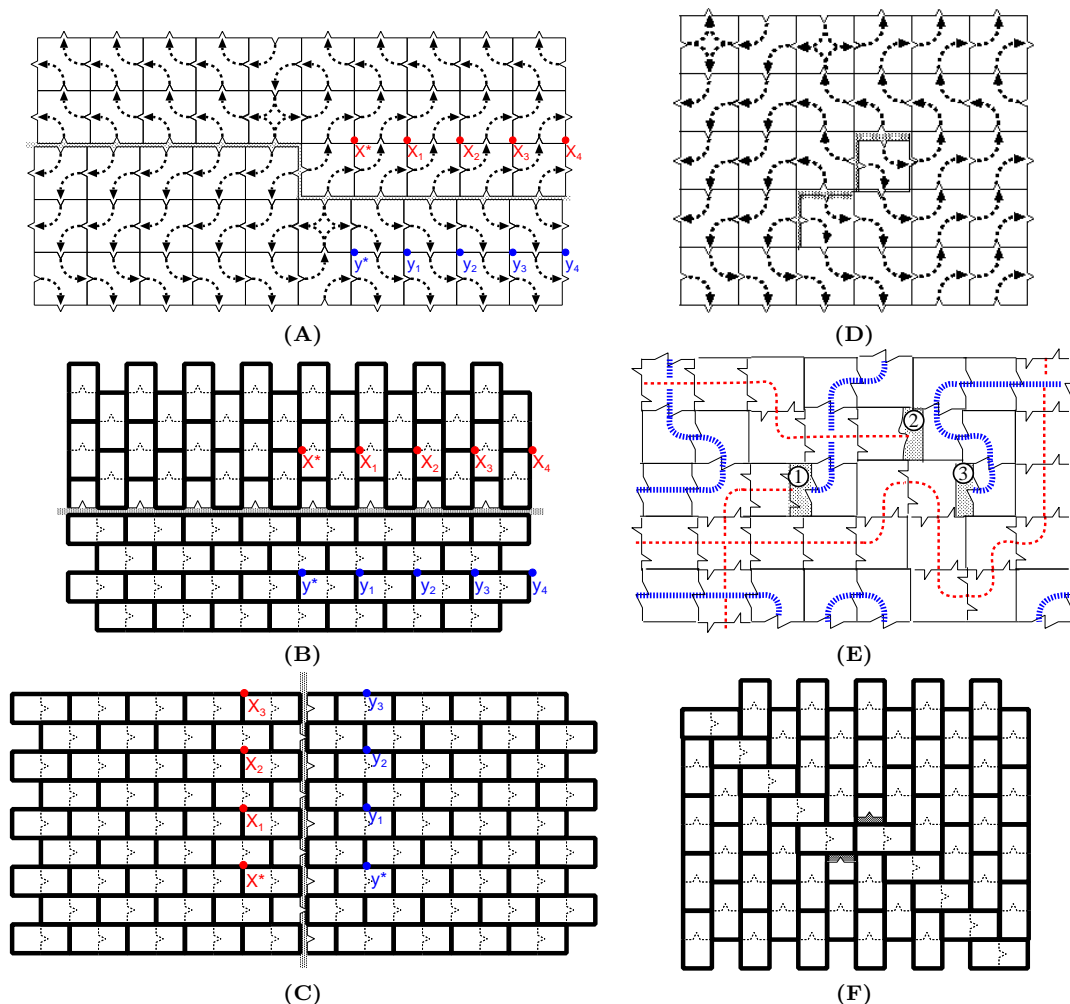 X* X₁ X₂ X₃ X₄
y* y₁ y₂ y₃ y₄
(A)
(D)
X* X₁ X₂ X₃ X₄
y* y₁ y₂ y₃ y₄
(B)
2
1 3
(E)
X₃ y₃
X₂ y₂
X₁ y₁
X* y*
(C)
(F)